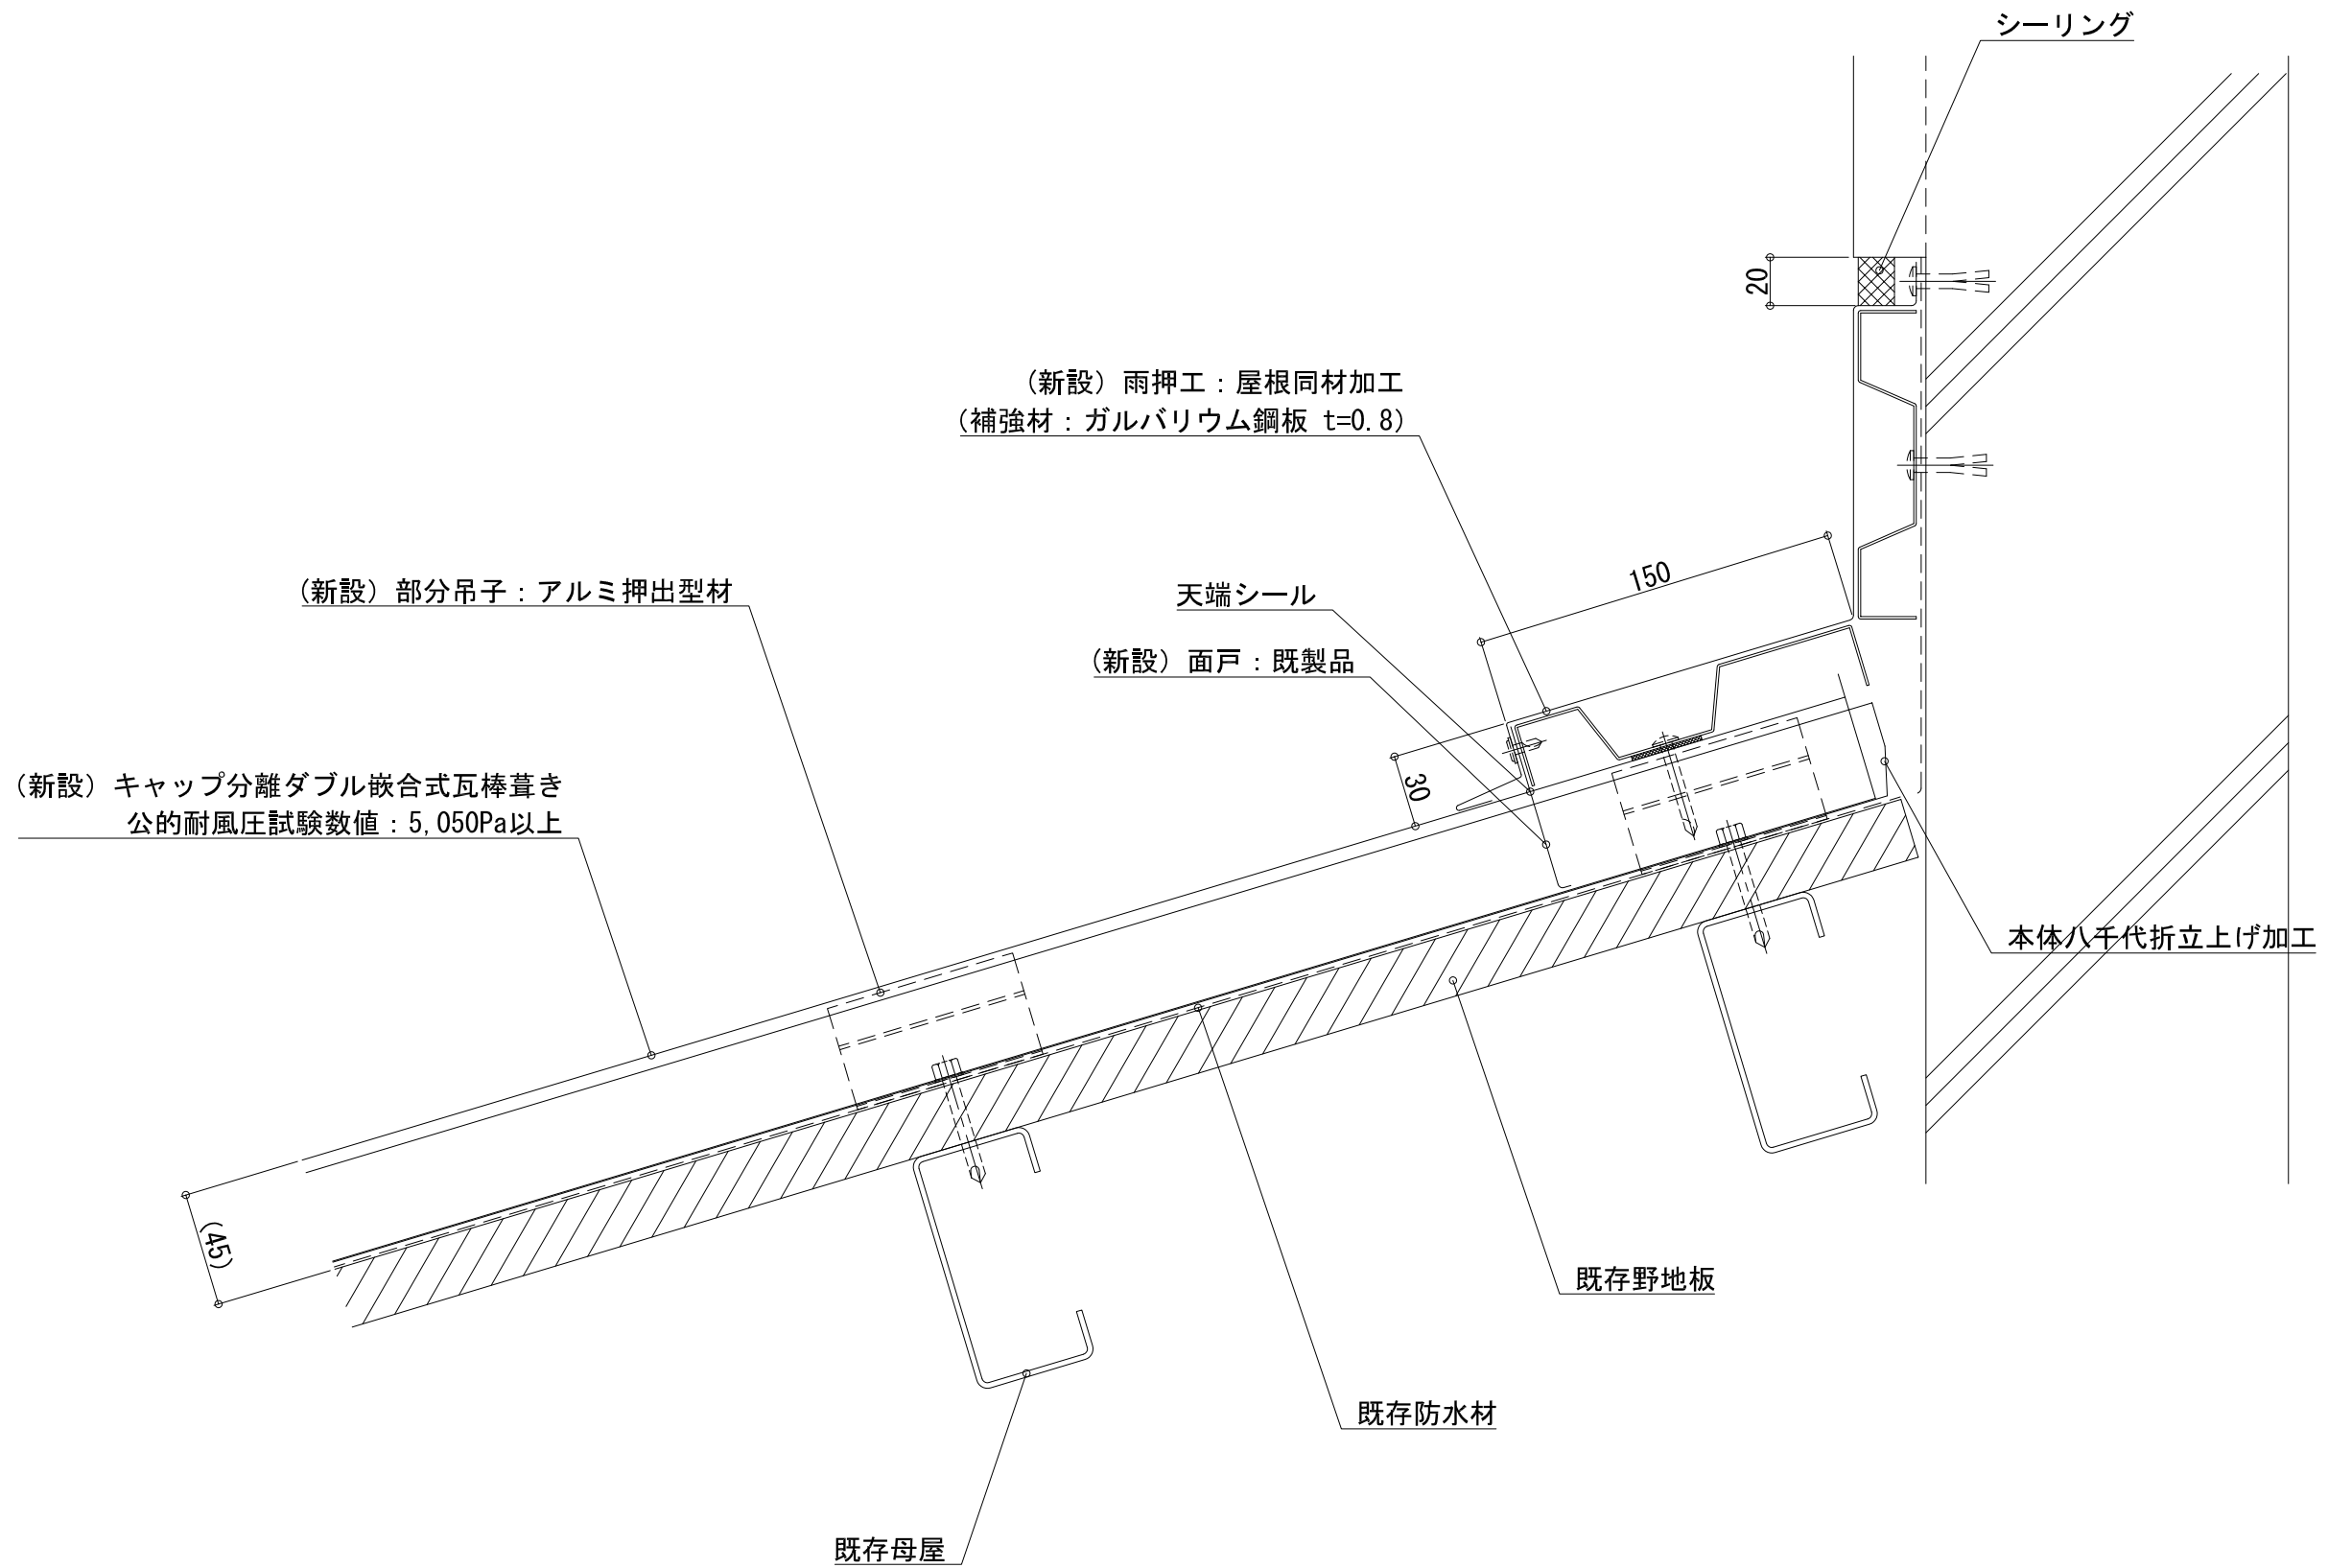 シーリング
20
(新設) 雨押工：屋根同材加工
(補強材：ガルバリウム鋼板 t=0.8)
150
(新設) 部分吊子：アルミ押出型材
天端シール
(新設) 面戸：既製品
30
(新設) キャップ分離ダブル嵌合式瓦棒葺き
公的耐風圧試験数値：5,050Pa以上
本体八千代折立上げ加工
(45)
既存野地板
既存防水材
既存母屋